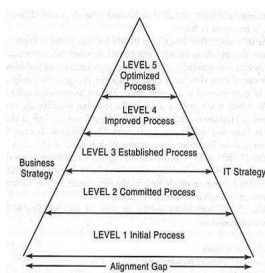 LEVEL 5
Optimized
Process
LEVEL 4
Improved Process
LEVEL 3 Established Process
Business
Strategy
IT Strategy
LEVEL 2 Committed Process
LEVEL 1 Initial Process
Alignment Gap